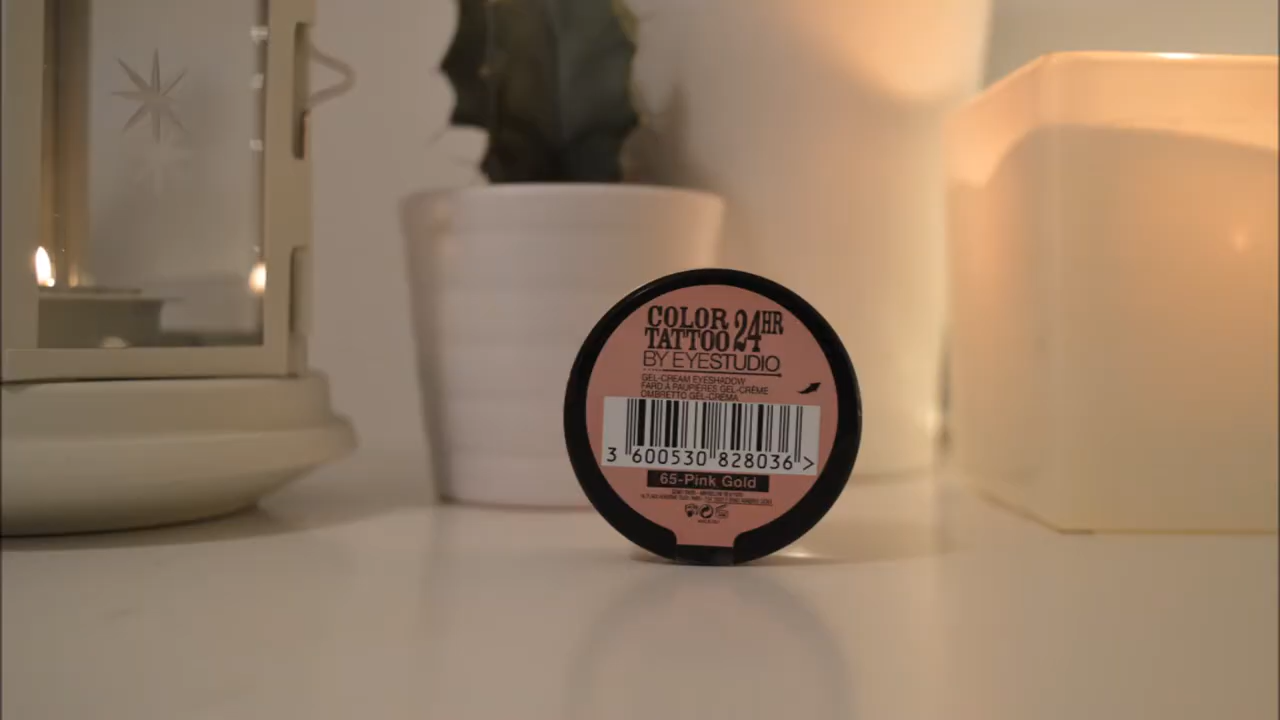 COLOR 24HR
TATTOO
BY EYESTUDIO
GEL-CREAM EYESHADOW
FARD À PAUPIÈRES GEL-CRÈME
OMBRETTO GEL-CREMA
3 600530 828036 >
65-Pink Gold